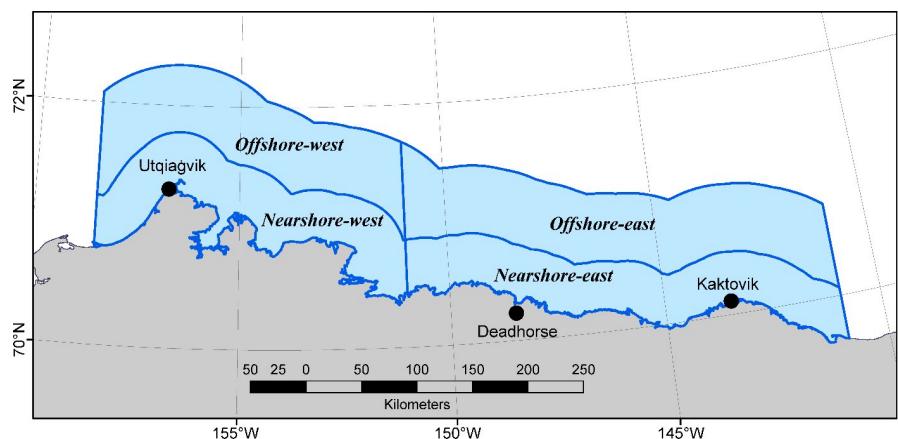 72°N
Offshore-west
Utqiaġvik
Nearshore-west
Offshore-east
Nearshore-east
Kaktovik
Deadhorse
70°N
50 25 0 50 100 150 200 250
Kilometers
155°W 150°W 145°W